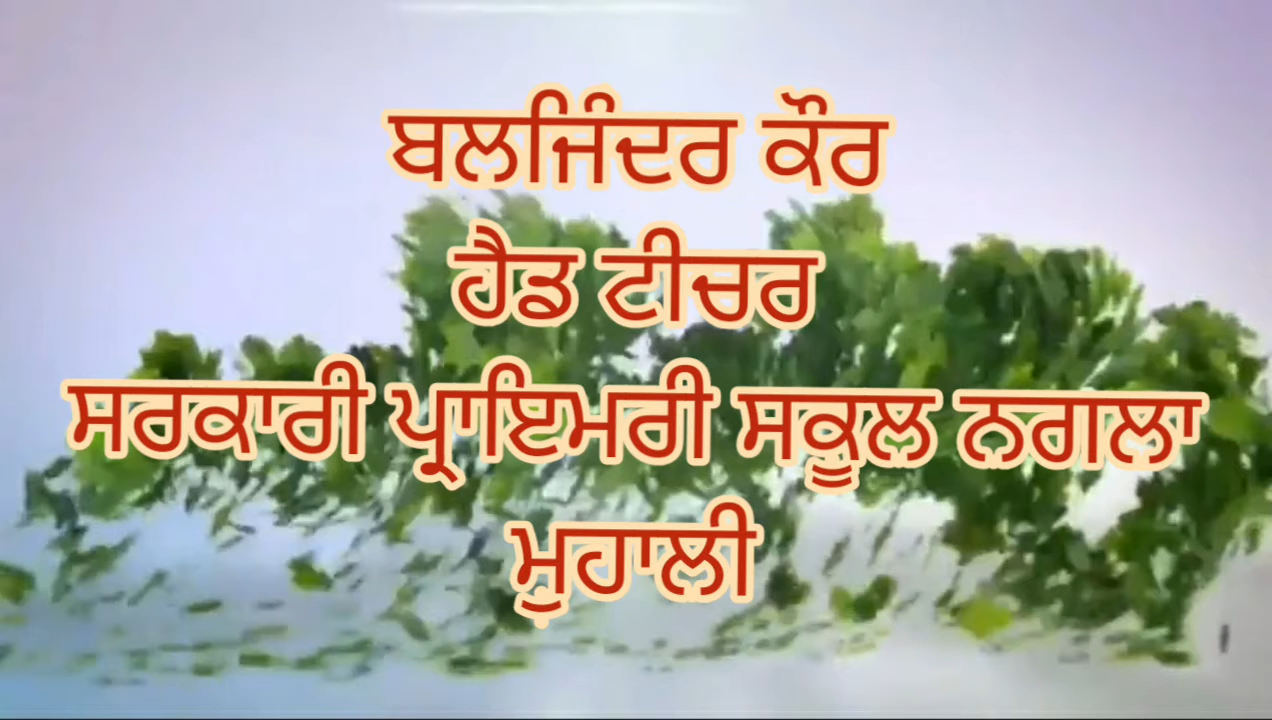 ਬਲਜਿੰਦਰ ਕੌਰ
ਹੈਡ ਟੀਚਰ
ਸਰਕਾਰੀ ਪ੍ਰਾਇਮਰੀ ਸਕੂਲ ਨਗਲਾ
ਮੁਹਾਲੀ